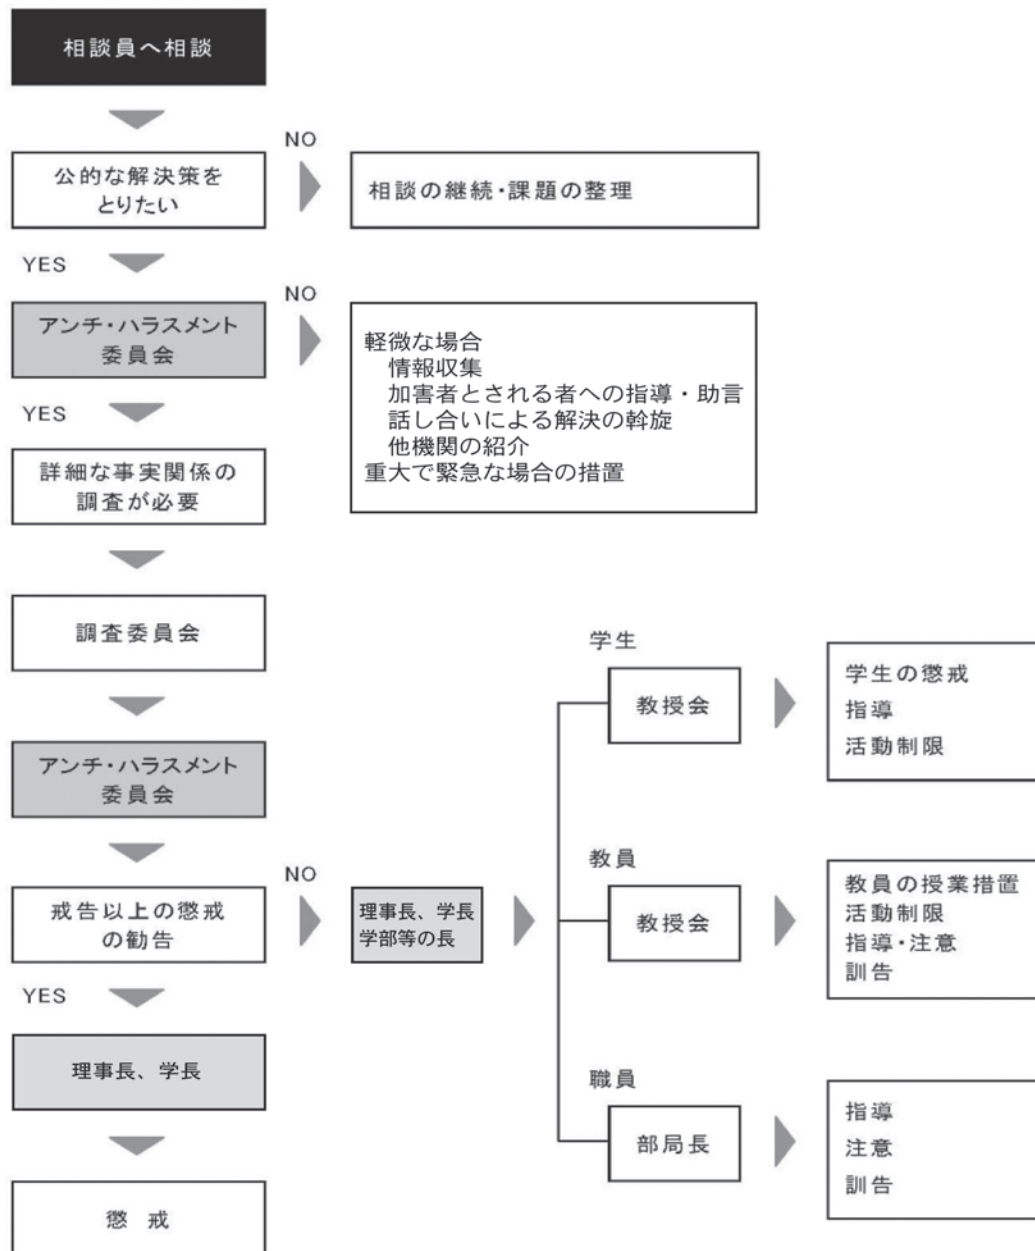 相談員へ相談
公的な解決策を
とりたい
NO
相談の継続・課題の整理
YES
アンチ・ハラスメント
委員会
NO
軽微な場合
情報収集
加害者とされる者への指導・助言
話し合いによる解決の斡旋
他機関の紹介
重大で緊急な場合の措置
YES
詳細な事実関係の
調査が必要
調査委員会
アンチ・ハラスメント
委員会
戒告以上の懲戒
の勧告
NO
理事長、学長
学部等の長
学生
教授会
学生の懲戒
指導
活動制限
教員
教授会
教員の授業措置
活動制限
指導・注意
訓告
職員
部局長
指導
注意
訓告
YES
理事長、学長
懲 戒